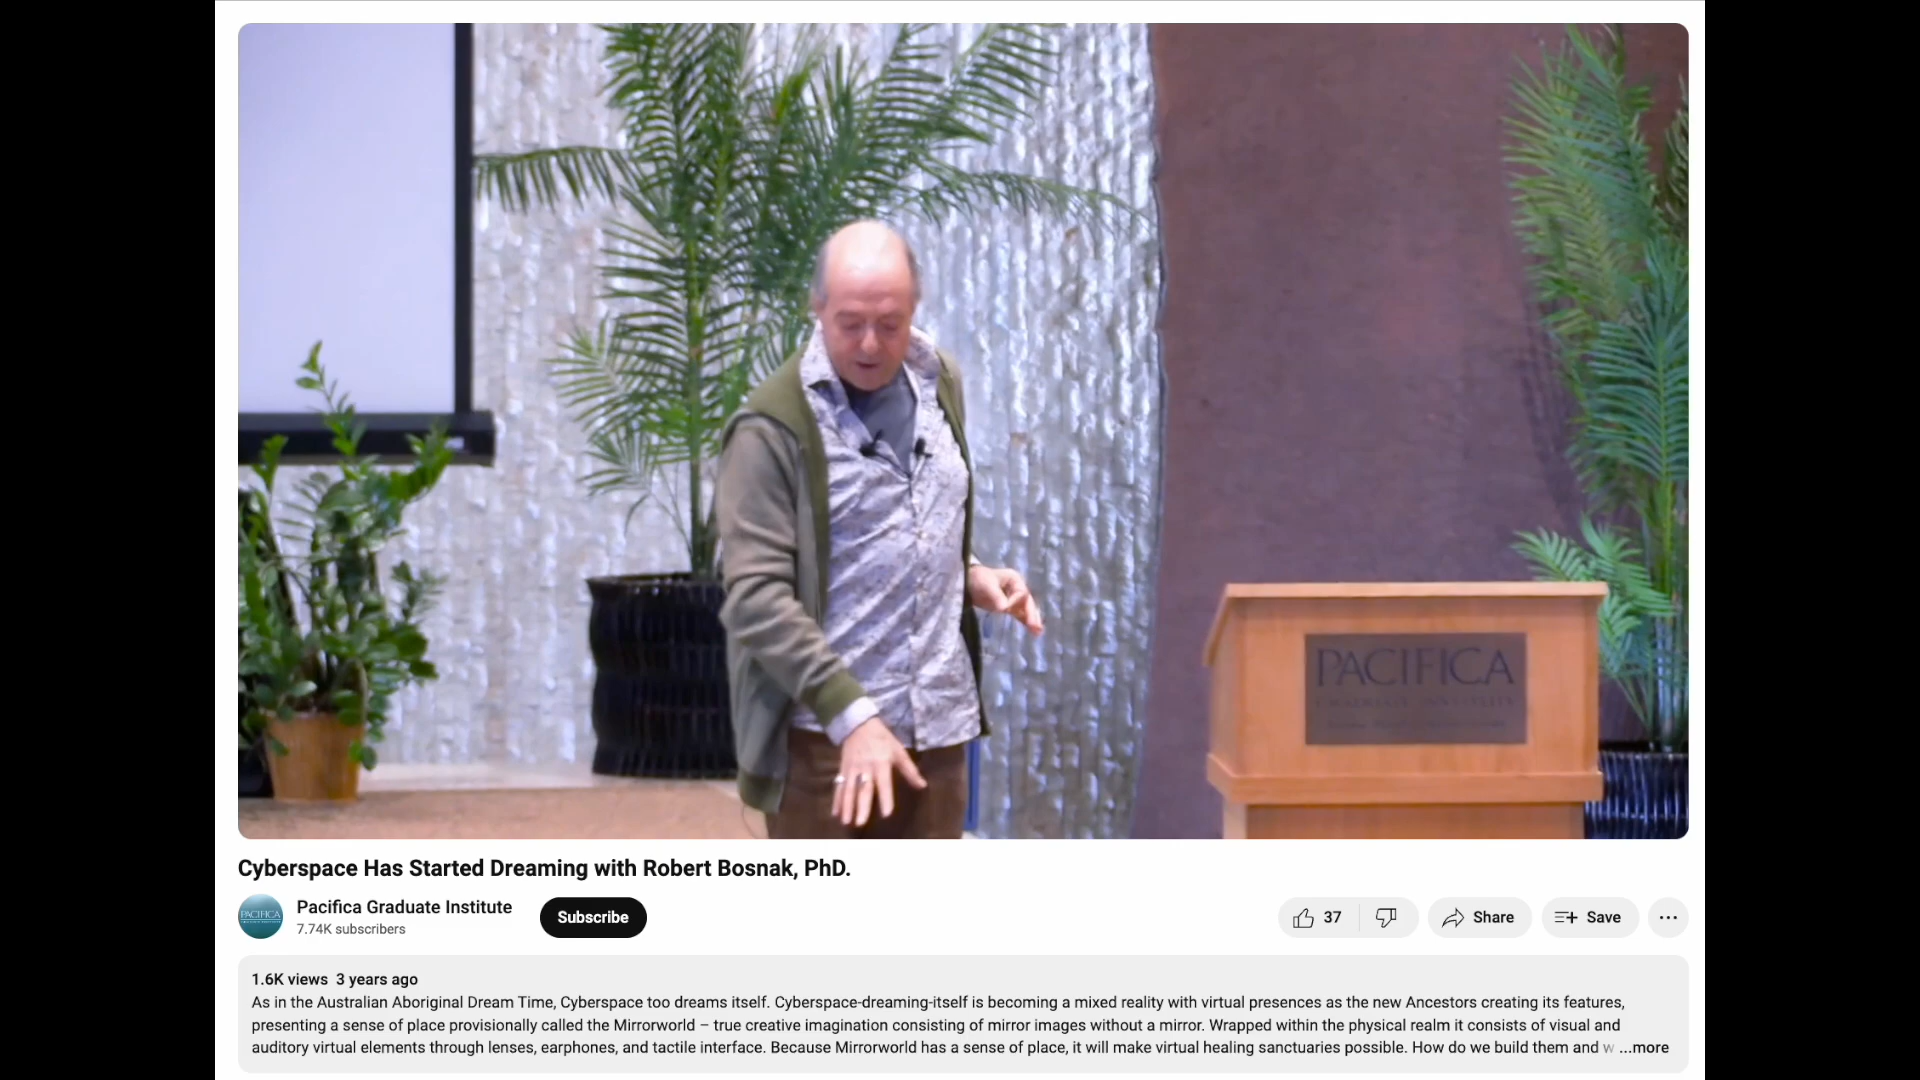 PACIFICA
GRADUATE INSTITUTE
Cyberspace Has Started Dreaming with Robert Bosnak, PhD.
PACIFICA
Pacifica Graduate Institute
7.74K subscribers
Subscribe
37
Share
Save
1.6K views 3 years ago
As in the Australian Aboriginal Dream Time, Cyberspace too dreams itself. Cyberspace-dreaming-itself is becoming a mixed reality with virtual presences as the new Ancestors creating its features,
presenting a sense of place provisionally called the Mirrorworld – true creative imagination consisting of mirror images without a mirror. Wrapped within the physical realm it consists of visual and
auditory virtual elements through lenses, earphones, and tactile interface. Because Mirrorworld has a sense of place, it will make virtual healing sanctuaries possible. How do we build them and w ...more